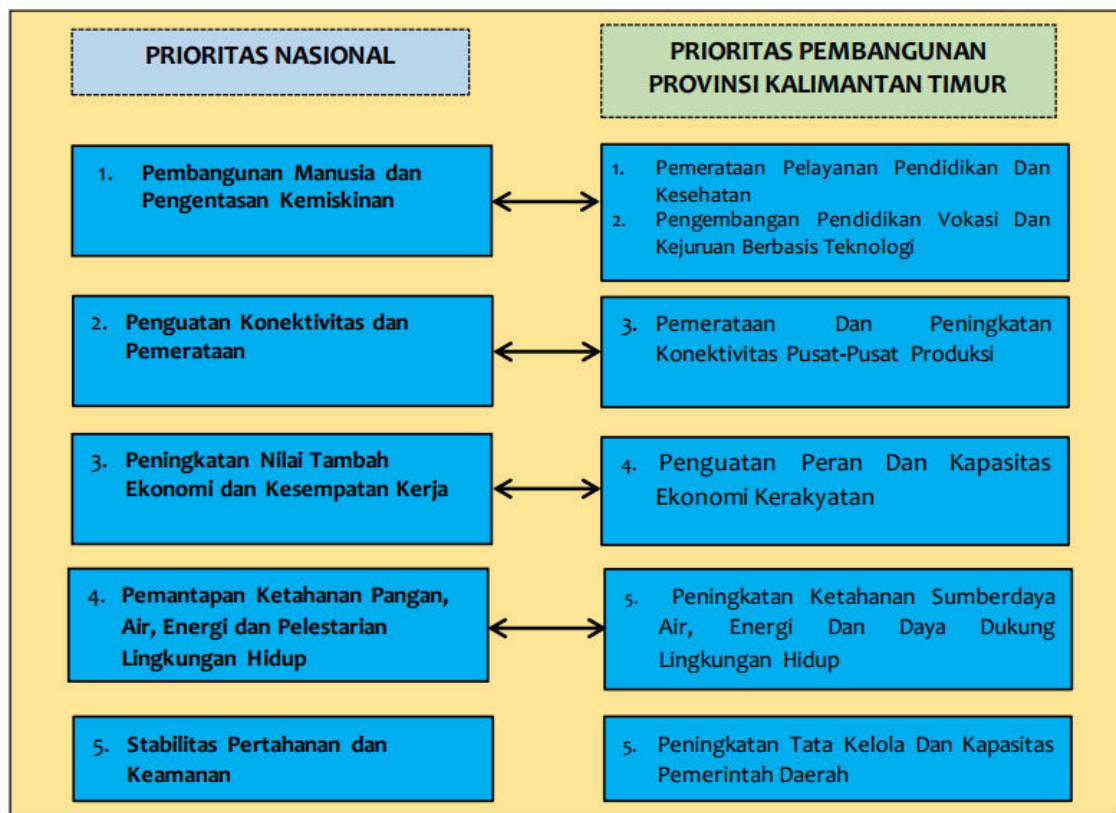 PRIORITAS NASIONAL
PRIORITAS PEMBANGUNAN
PROVINSI KALIMANTAN TIMUR
1. Pembangunan Manusia dan
Pengentasan Kemiskinan
1. Pemerataan Pelayanan Pendidikan Dan
Kesehatan
2. Pengembangan Pendidikan Vokasi Dan
Kejuruan Berbasis Teknologi
2. Penguatan Konektivitas dan
Pemerataan
3. Pemerataan Dan Peningkatan
Konektivitas Pusat-Pusat Produksi
3. Peningkatan Nilai Tambah
Ekonomi dan Kesempatan Kerja
4. Penguatan Peran Dan Kapasitas
Ekonomi Kerakyatan
4. Pemantapan Ketahanan Pangan,
Air, Energi dan Pelestarian
Lingkungan Hidup
5. Peningkatan Ketahanan Sumberdaya
Air, Energi Dan Daya Dukung
Lingkungan Hidup
5. Stabilitas Pertahanan dan
Keamanan
5. Peningkatan Tata Kelola Dan Kapasitas
Pemerintah Daerah